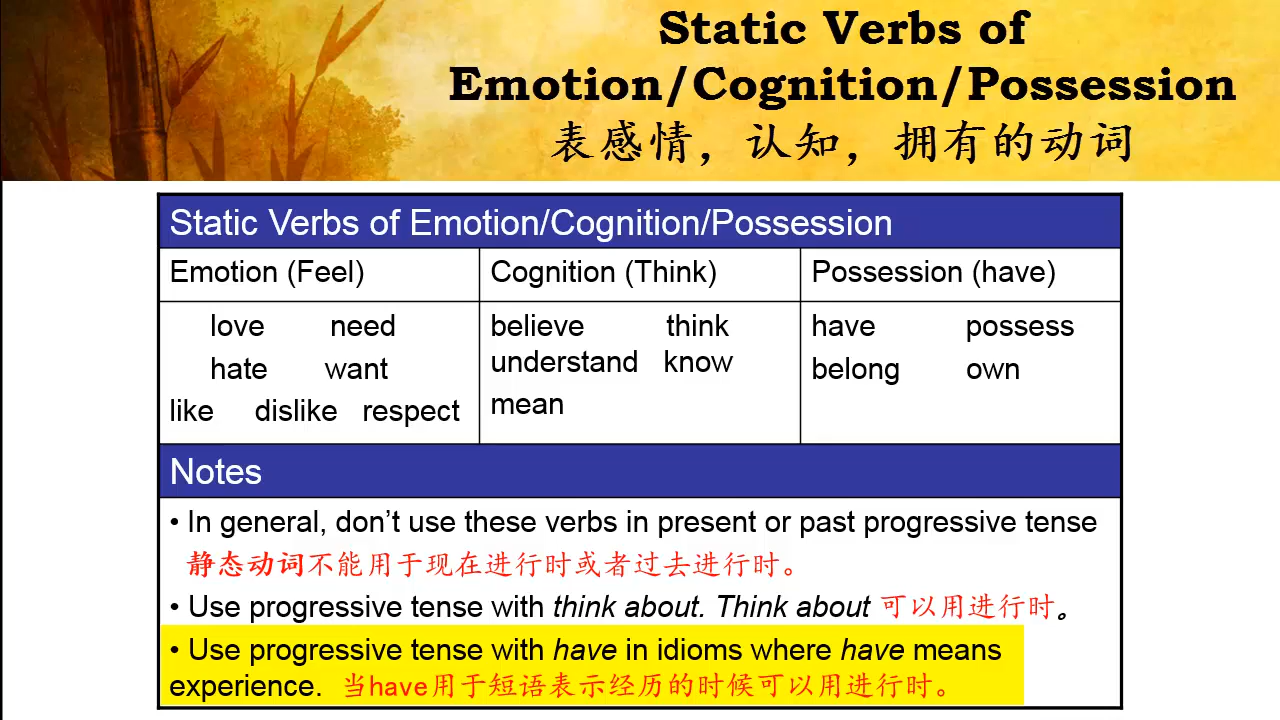 Static Verbs of
Emotion/Cognition/Possession
表感情，认知，拥有的动词
Static Verbs of Emotion/Cognition/Possession
Emotion (Feel) Cognition (Think) Possession (have)
love need believe think have possess
hate want understand know belong own
like dislike respect mean
Notes
• In general, don’t use these verbs in present or past progressive tense
静态动词不能用于现在进行时或者过去进行时。
• Use progressive tense with think about. Think about 可以用进行时。
• Use progressive tense with have in idioms where have means
experience. 当have用于短语表示经历的时候可以用进行时。